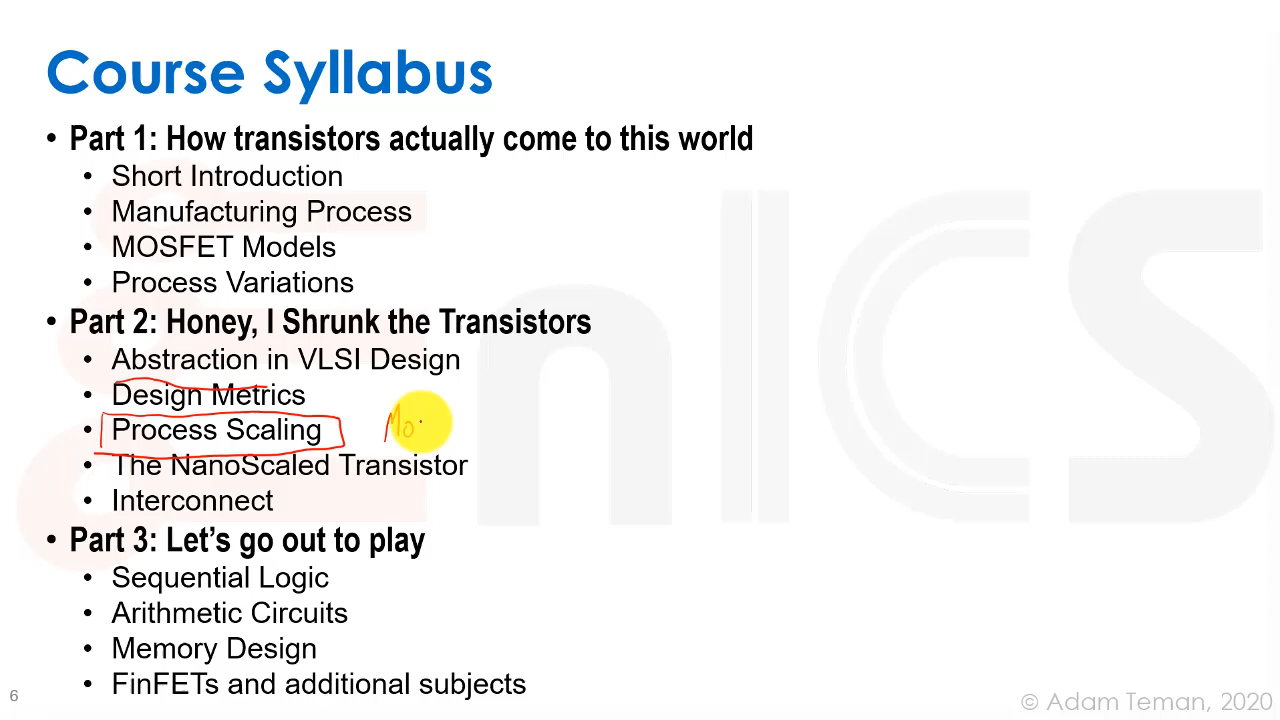 Course Syllabus
• Part 1: How transistors actually come to this world
• Short Introduction
• Manufacturing Process
• MOSFET Models
• Process Variations
• Part 2: Honey, I Shrunk the Transistors
• Abstraction in VLSI Design
• Design Metrics
• Process Scaling Mo
• The NanoScaled Transistor
• Interconnect
• Part 3: Let's go out to play
• Sequential Logic
• Arithmetic Circuits
• Memory Design
• FinFETs and additional subjects
6
© Adam Teman, 2020
EnICS